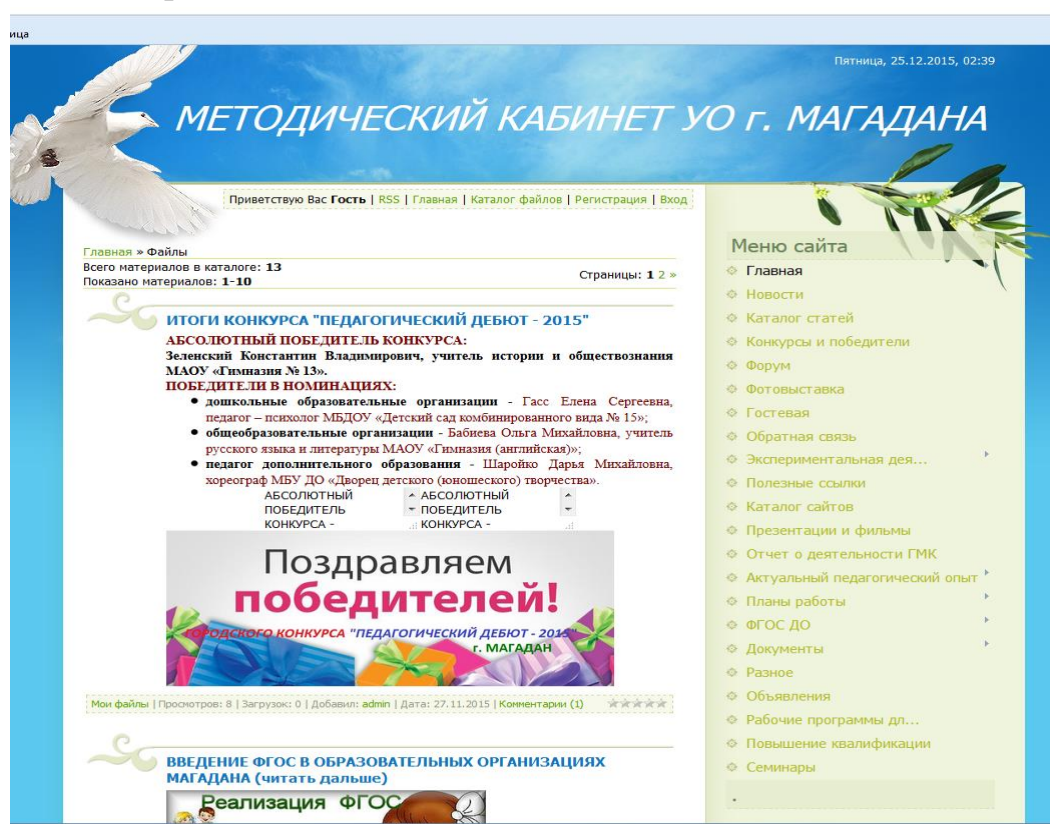 ица
Пятница, 25.12.2015, 02:39
МЕТОДИЧЕСКИЙ КАБИНЕТ УО г. МАГАДАНА
Приветствую Вас Гость | RSS | Главная | Каталог файлов | Регистрация | Вход
Главная » Файлы
Всего материалов в каталоге: 13
Показано материалов: 1-10
Страницы: 1 2 »
ИТОГИ КОНКУРСА "ПЕДАГОГИЧЕСКИЙ ДЕБЮТ - 2015"
АБСОЛЮТНЫЙ ПОБЕДИТЕЛЬ КОНКУРСА:
Зеленский Константин Владимирович, учитель истории и обществознания
МАОУ «Гимназия № 13».
ПОБЕДИТЕЛИ В НОМИНАЦИЯХ:
• дошкольные образовательные организации - Гасс Елена Сергеевна,
педагог – психолог МБДОУ «Детский сад комбинированного вида № 15»;
• общеобразовательные организации - Бабиева Ольга Михайловна, учитель
русского языка и литературы МАОУ «Гимназия (английская)»;
• педагог дополнительного образования - Шаройко Дарья Михайловна,
хореограф МБУ ДО «Дворец детского (юношеского) творчества».
АБСОЛЮТНЫЙ
ПОБЕДИТЕЛЬ
КОНКУРСА -
АБСОЛЮТНЫЙ
ПОБЕДИТЕЛЬ
КОНКУРСА -
Поздравляем
победителей!
ГОРОДСКОГО КОНКУРСА "ПЕДАГОГИЧЕСКИЙ ДЕБЮТ - 2015"
г. МАГАДАН
Мои файлы | Просмотров: 8 | Загрузок: 0 | Добавил: admin | Дата: 27.11.2015 | Комментарии (1)
ВВЕДЕНИЕ ФГОС В ОБРАЗОВАТЕЛЬНЫХ ОРГАНИЗАЦИЯХ
МАГАДАНА (читать дальше)
Реализация ФГОС
Меню сайта
Главная
Новости
Каталог статей
Конкурсы и победители
Форум
Фотовыставка
Гостевая
Обратная связь
Экспериментальная дея...
Полезные ссылки
Каталог сайтов
Презентации и фильмы
Отчет о деятельности ГМК
Актуальный педагогический опыт
Планы работы
ФГОС ДО
Документы
Разное
Объявления
Рабочие программы дл...
Повышение квалификации
Семинары
.